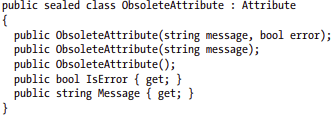 public sealed class ObsoleteAttribute : Attribute
{
  public ObsoleteAttribute(string message, bool error);
  public ObsoleteAttribute(string message);
  public ObsoleteAttribute();
  public bool IsError { get; }
  public string Message { get; }
}